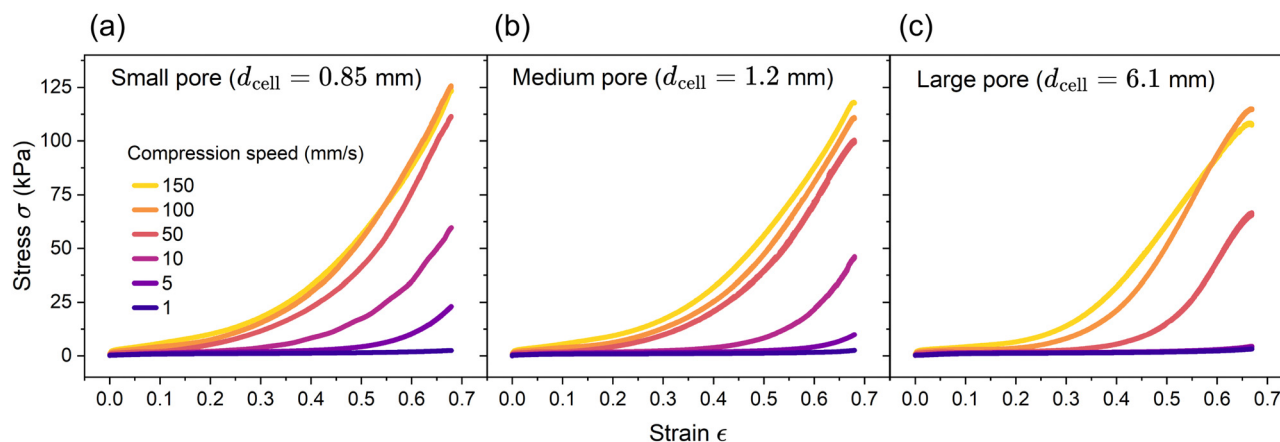 (a)
(b)
(c)
Small pore (d_cell = 0.85 mm)
Medium pore (d_cell = 1.2 mm)
Large pore (d_cell = 6.1 mm)
Compression speed (mm/s)
150
100
50
10
5
1
Stress σ (kPa)
125
100
75
50
25
0
0.0 0.1 0.2 0.3 0.4 0.5 0.6 0.7
0.0 0.1 0.2 0.3 0.4 0.5 0.6 0.7
0.0 0.1 0.2 0.3 0.4 0.5 0.6 0.7
Strain ϵ